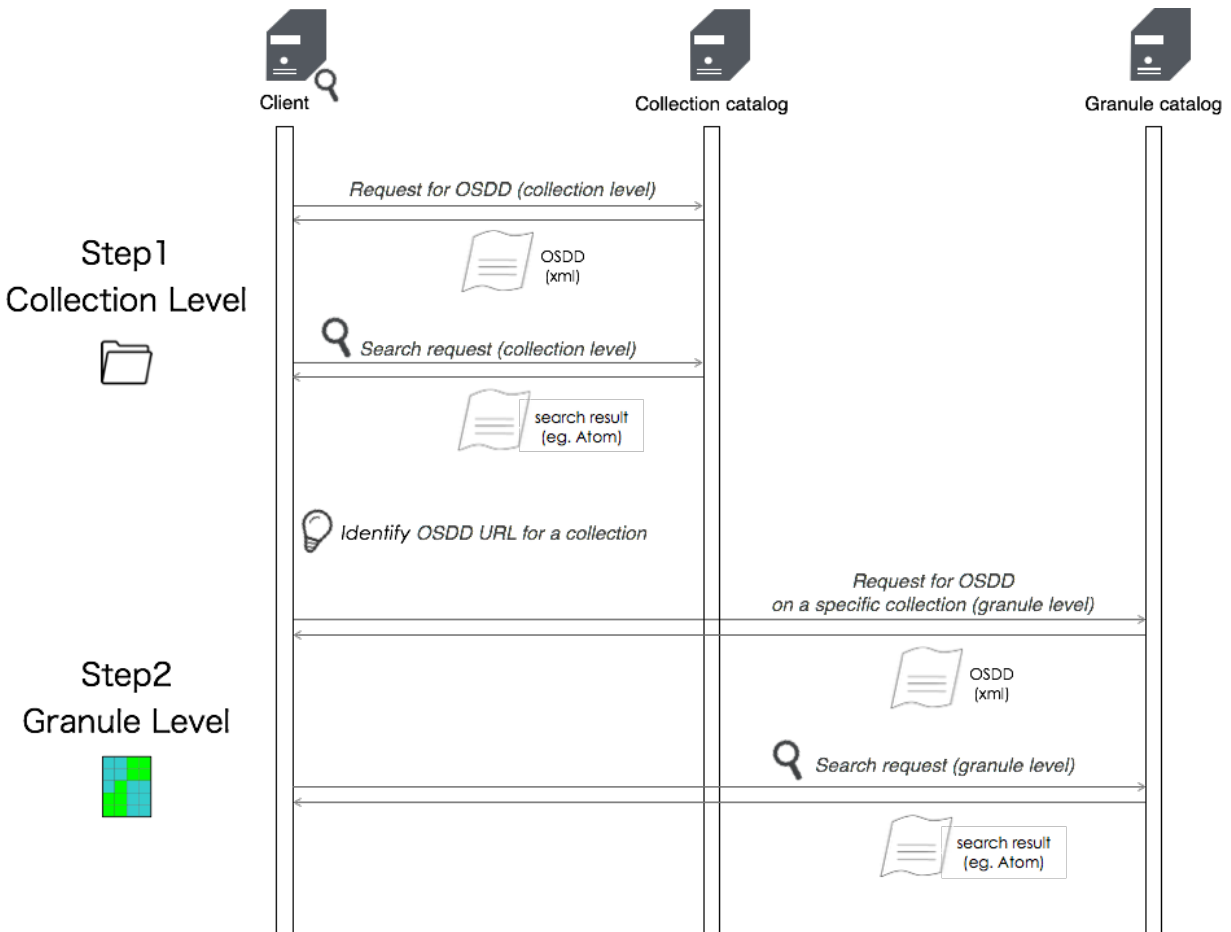 Client
Collection catalog
Granule catalog
Request for OSDD (collection level)
Step1
Collection Level
OSDD
(xml)
Search request (collection level)
search result
(eg. Atom)
Identify OSDD URL for a collection
Request for OSDD
on a specific collection (granule level)
Step2
Granule Level
OSDD
(xml)
Search request (granule level)
search result
(eg. Atom)